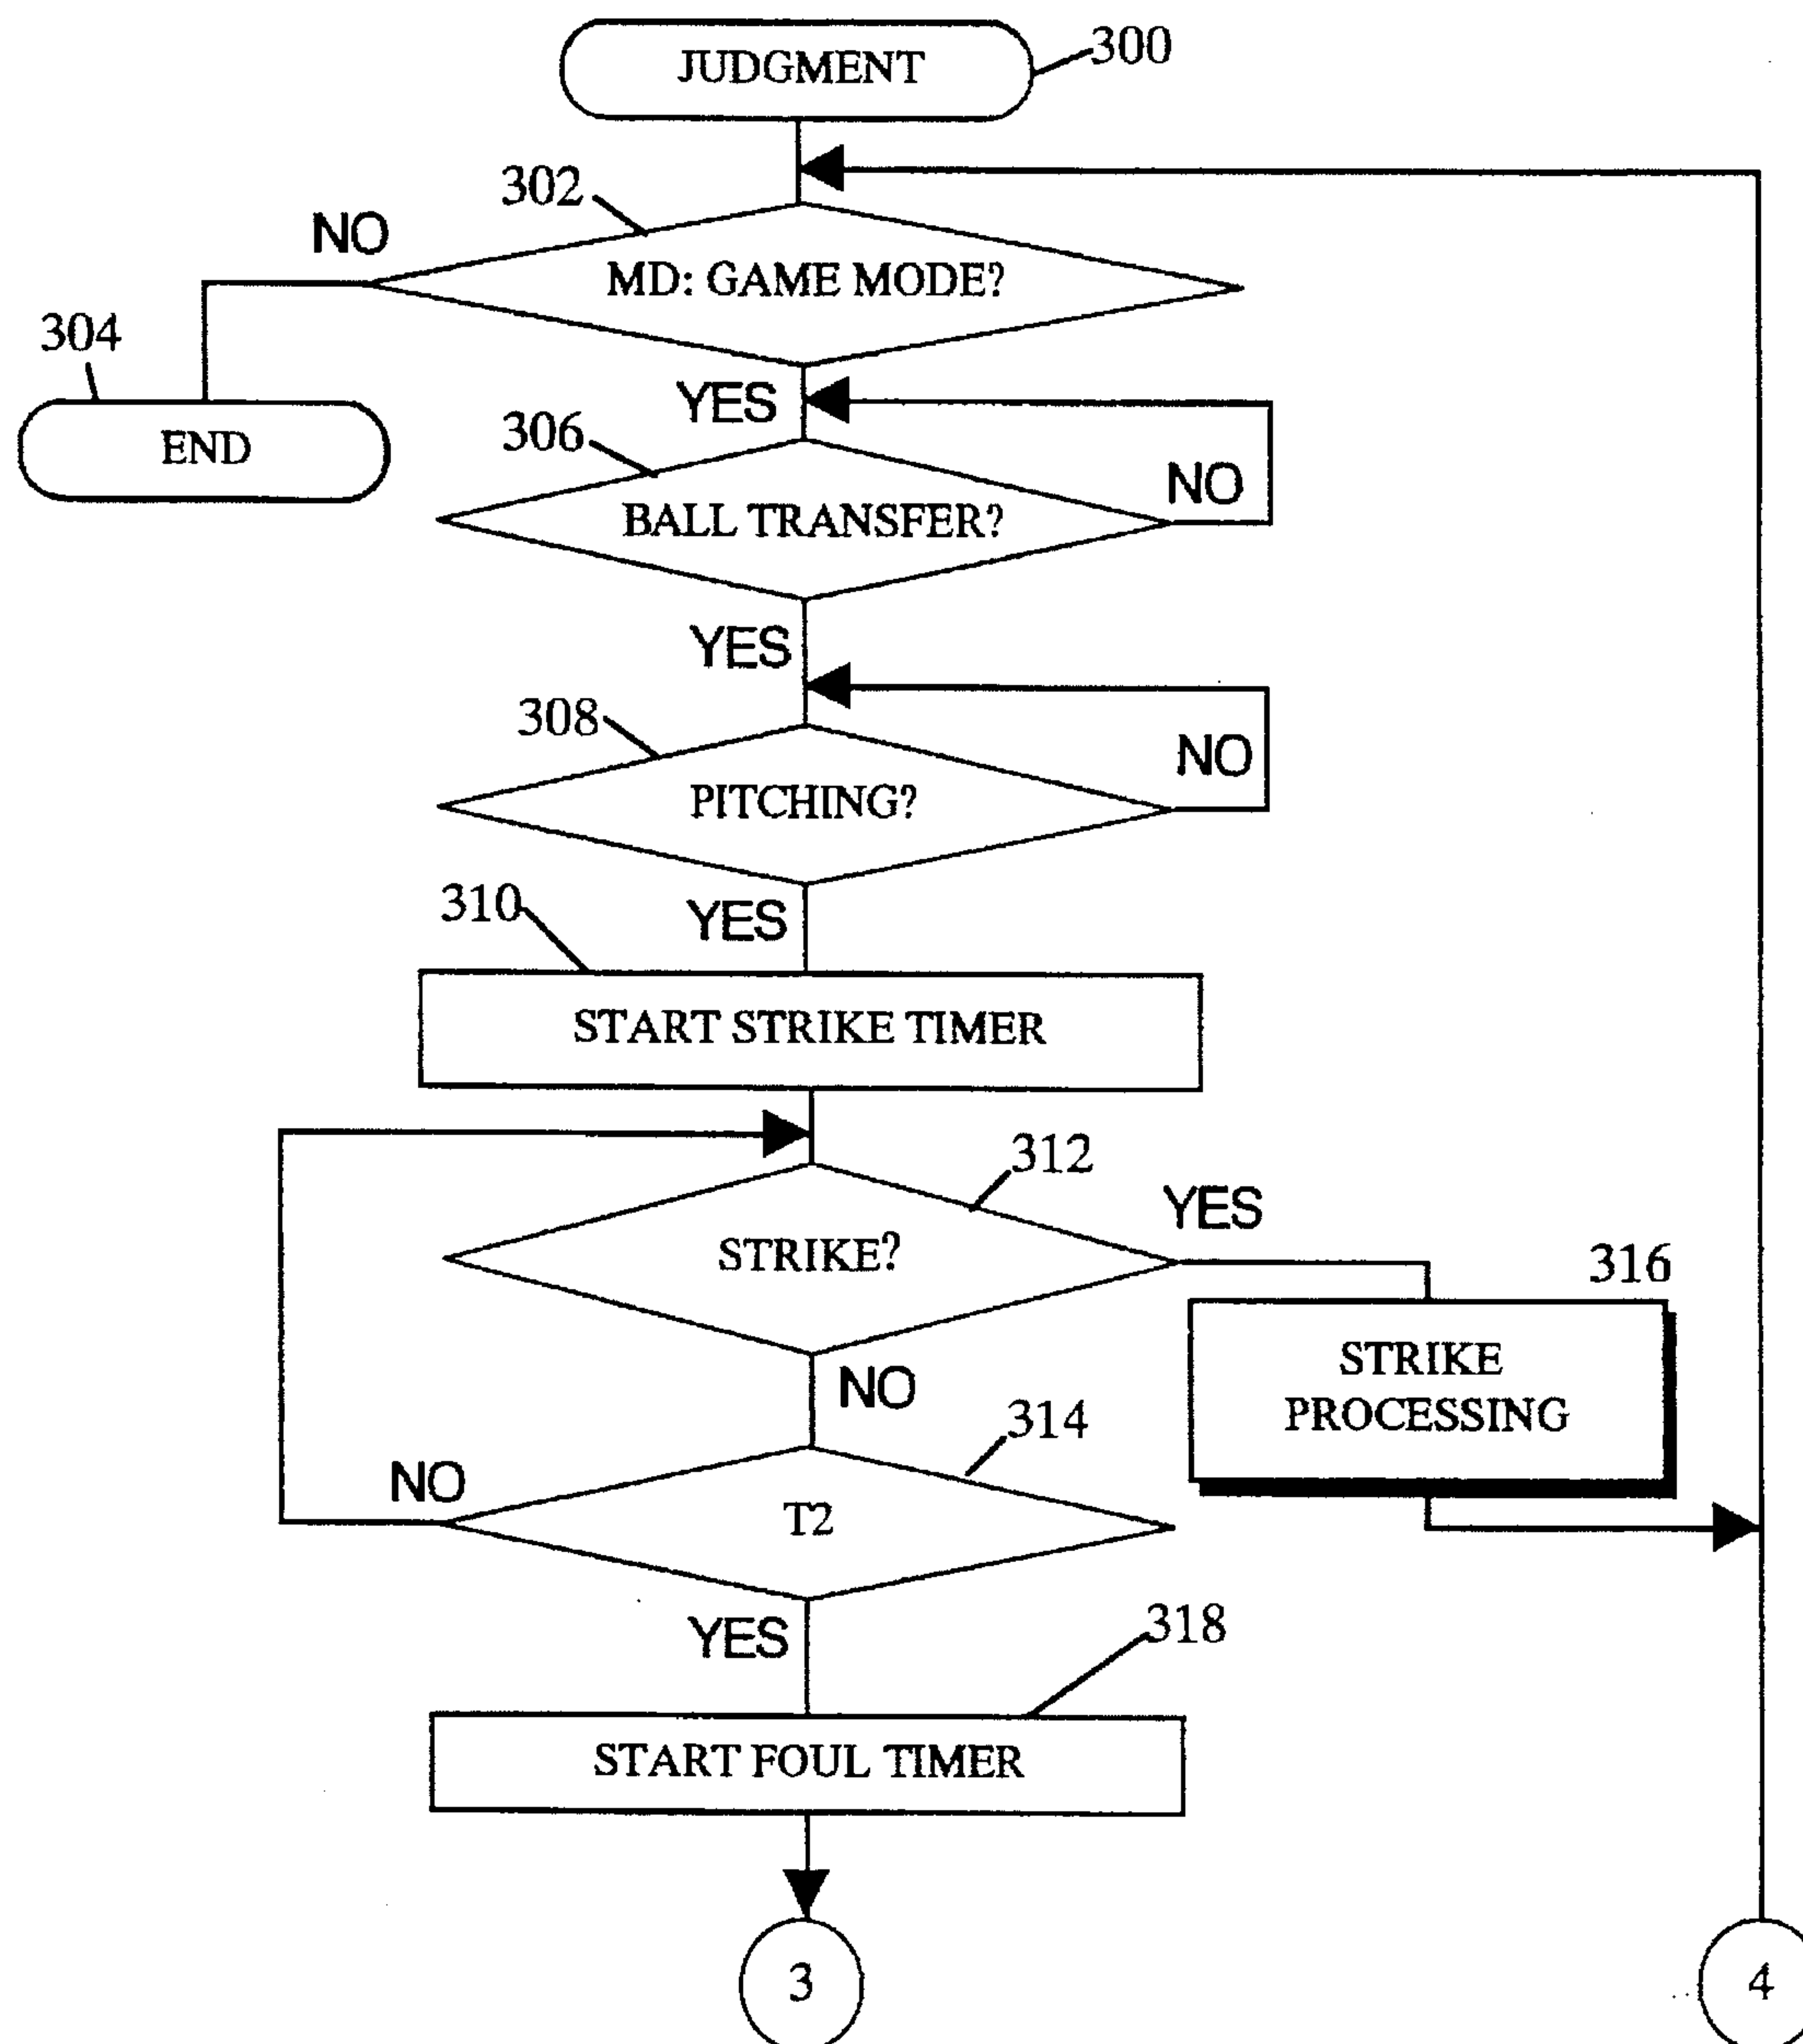 JUDGMENT
300
302
NO
MD: GAME MODE?
304
YES
END
306
NO
BALL TRANSFER?
YES
308
NO
PITCHING?
310
YES
START STRIKE TIMER
312
YES
STRIKE?
316
STRIKE
PROCESSING
NO
314
NO
T2
YES
318
START FOUL TIMER
3
4